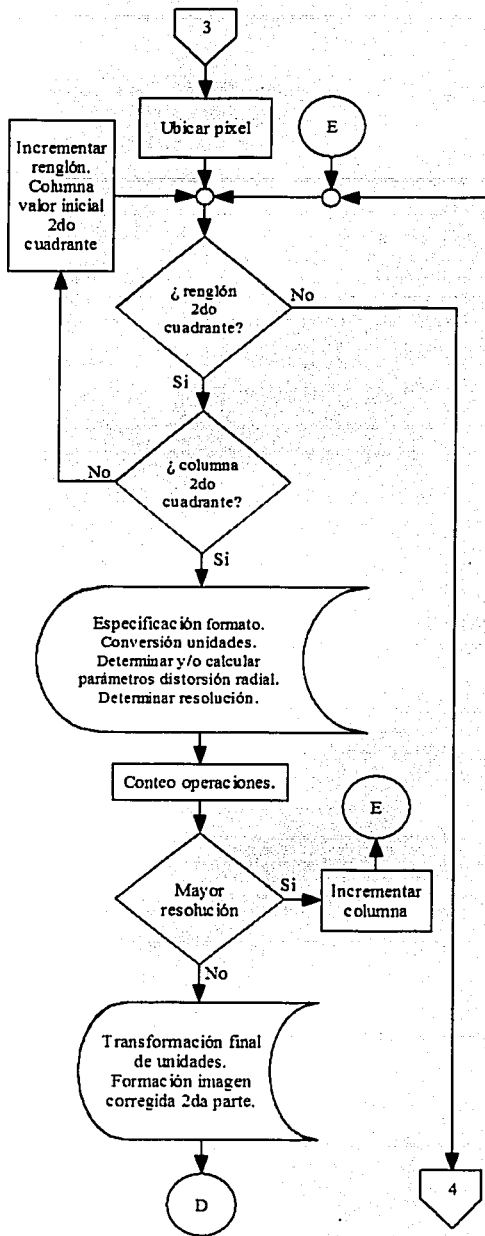 3
Ubicar pixel
E
Incrementar
renglón.
Columna
valor inicial
2do
cuadrante
¿renglón
2do
cuadrante?
No
Si
¿columna
2do
cuadrante?
No
Si
Especificación formato.
Conversión unidades.
Determinar y/o calcular
parámetros distorsión radial.
Determinar resolución.
Conteo operaciones.
E
Mayor
resolución
Si
Incrementar
columna
No
Transformación final
de unidades.
Formación imagen
corregida 2da parte.
D
4